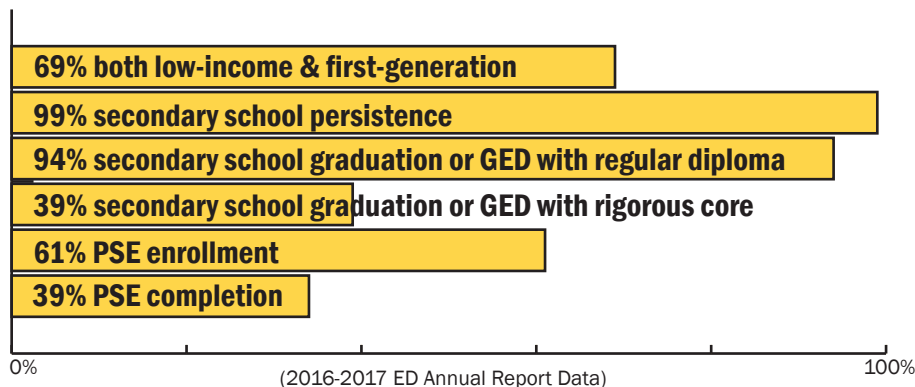 69% both low-income & first-generation
99% secondary school persistence
94% secondary school graduation or GED with regular diploma
39% secondary school graduation or GED with rigorous core
61% PSE enrollment
39% PSE completion
0%
100%
(2016-2017 ED Annual Report Data)